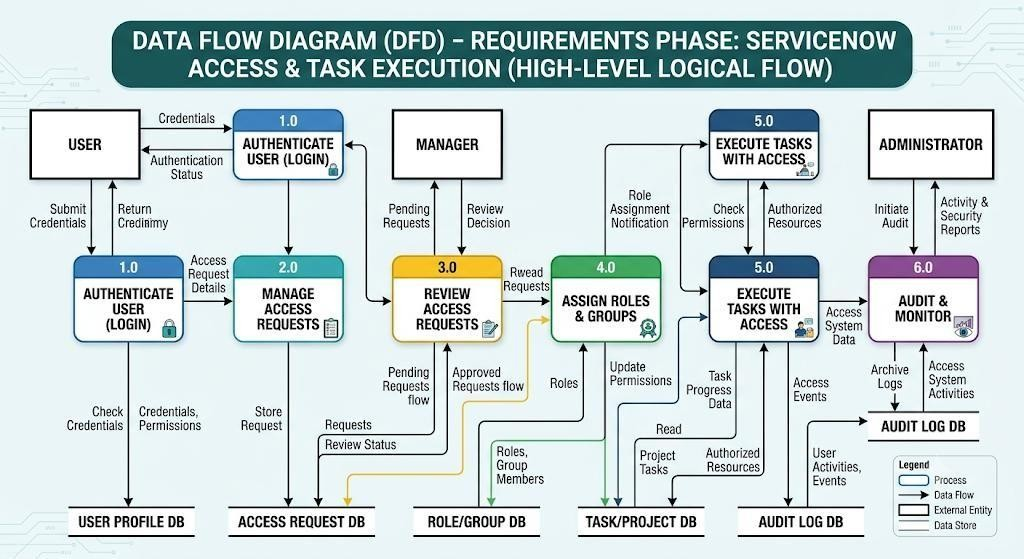 DATA FLOW DIAGRAM (DFD) – REQUIREMENTS PHASE: SERVICENOW
ACCESS & TASK EXECUTION (HIGH-LEVEL LOGICAL FLOW)
USER
Credentials
Authentication
Status
1.0
AUTHENTICATE
USER (LOGIN)
MANAGER
5.0
EXECUTE TASKS
WITH ACCESS
ADMINISTRATOR
Submit
Credentials
Return
Pending
Requests
Review
Decision
Role
Assignment
Notification
Check
Permissions
Authorized
Resources
Initiate
Audit
Activity &
Security
Reports
1.0
AUTHENTICATE
USER
(LOGIN)
Access
Request
Details
2.0
MANAGE
ACCESS
REQUESTS
3.0
REVIEW
ACCESS
REQUESTS
Rwead
Requests
4.0
ASSIGN ROLES
& GROUPS
5.0
EXECUTE
TASKS WITH
ACCESS
Access
System
Data
6.0
AUDIT &
MONITOR
Check
Credentials
Credentials,
Permissions
Store
Request
Pending
Requests
flow
Approved
Requests flow
Requests
Review Status
Roles
Update
Permissions
Roles,
Group
Members
Task
Progress
Data
Read
Project
Tasks
Authorized
Resources
Access
Events
User
Activities,
Events
Archive
Logs
Access
System
Activities
AUDIT LOG DB
USER PROFILE DB
ACCESS REQUEST DB
ROLE/GROUP DB
TASK/PROJECT DB
AUDIT LOG DB
Legend
Process
Data Flow
External Entity
Data Store